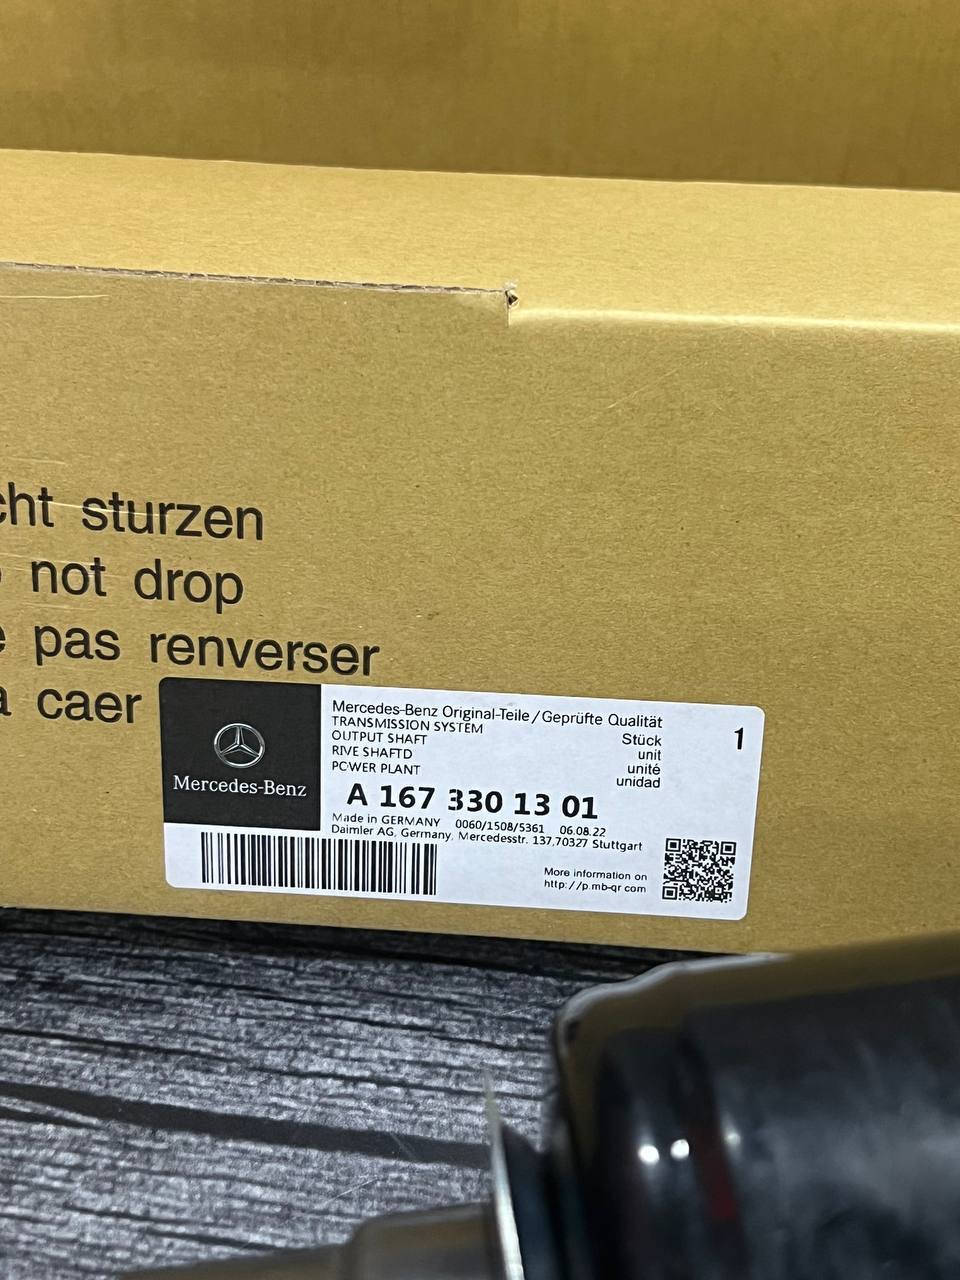 cht sturzen
not drop
e pas renverser
a caer
Mercedes-Benz
Mercedes-Benz Original-Teile/Geprüfte Qualität
TRANSMISSION SYSTEM
OUTPUT SHAFT
RIVE SHAFTD
POWER PLANT
Stück
unit
unité
unidad
1
A 167 330 13 01
Made in GERMANY 0060/1508/5361 06.08.22
Daimler AG, Germany, Mercedesstr. 137,70327 Stuttgart
More information on
http://p.mb-qr.com